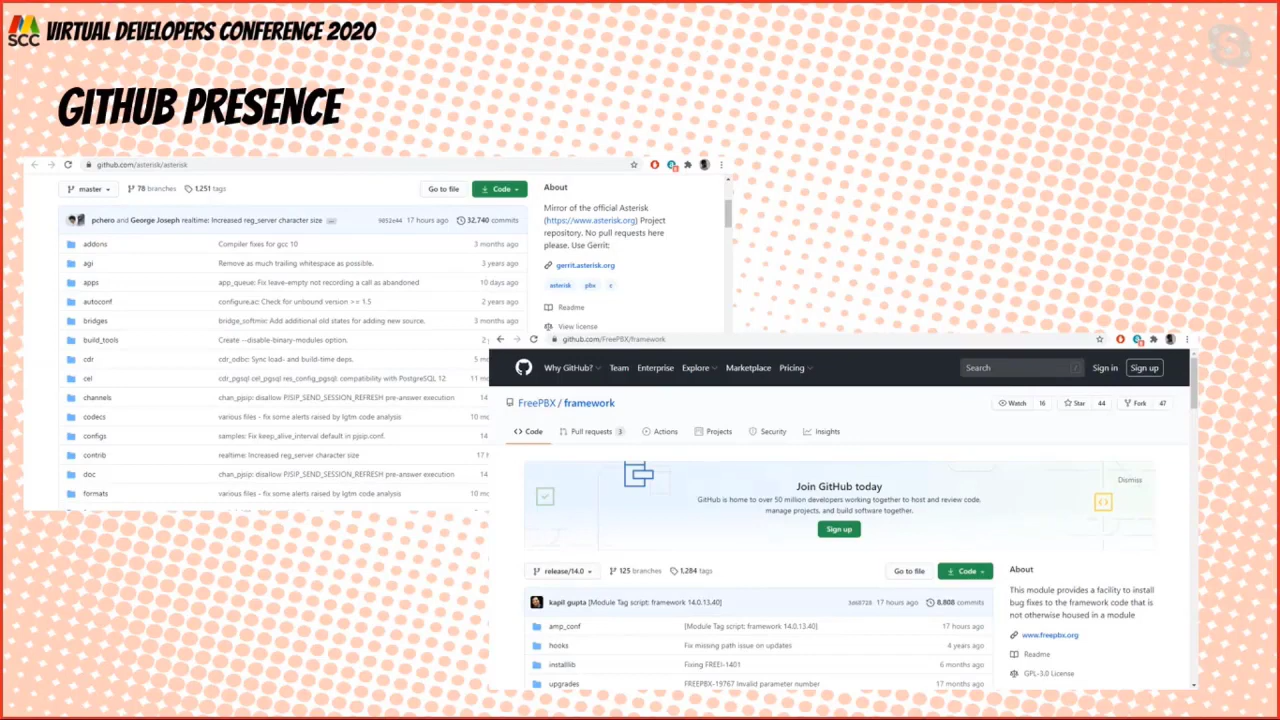 SCC VIRTUAL DEVELOPERS CONFERENCE 2020
GITHUB PRESENCE
github.com/asterisk/asterisk
master 78 branches 1,251 tags Go to file Code
pchero and George Joseph realtime: Increased reg_server character size 17 hours ago 32,740 commits
addons Compiler fixes for gcc 10 3 months ago
agi Remove as much trailing whitespace as possible. 3 years ago
apps app_queue: Fix leave-empty not recording a call as abandoned 10 days ago
autoconf configure.ac: Check for unbound version >= 1.5 2 years ago
bridges bridge_softmix: Add additional old states for adding new source. 3 months ago
build_tools Create --disable-binary-modules option.
cdr cdr_odbc: Sync load- and build-time deps. 5
cel cdr_pgsql cel_pgsql res_config_pgsql: compatibility with PostgreSQL 12 11
channels chan_pjsip: disallow PJSIP_SEND_SESSION_REFRESH pre-answer execution 14
codecs various files - fix some alerts raised by lgtm code analysis 10
configs samples: Fix keep_alive_interval default in pjsip.conf. 14
contrib realtime: Increased reg_server character size 17
doc chan_pjsip: disallow PJSIP_SEND_SESSION_REFRESH pre-answer execution 14
formats various files - fix some alerts raised by lgtm code analysis 10
About
Mirror of the official Asterisk
(https://www.asterisk.org) Project
repository. No pull requests here
please. Use Gerrit:
gerrit.asterisk.org
asterisk pbx c
Readme
View license
github.com/FreePBX/framework
Why GitHub? Team Enterprise Explore Marketplace Pricing Search / Sign in Sign up
FreePBX / framework Watch 16 Star 44 Fork 47
Code Pull requests 3 Actions Projects Security Insights
Join GitHub today
Dismiss
GitHub is home to over 50 million developers working together to host and review code,
manage projects, and build software together.
Sign up
release/14.0 125 branches 1,284 tags Go to file Code
kapil gupta [Module Tag script: framework 14.0.13.40] 17 hours ago 8,808 commits
amp_conf [Module Tag script: framework 14.0.13.40] 17 hours ago
hooks Fix missing path issue on updates 4 years ago
installlib Fixing FREEI-1401 6 months ago
upgrades FREEPBX-19767 Invalid parameter number 17 months ago
About
This module provides a facility to install
bug fixes to the framework code that is
not otherwise housed in a module
www.freepbx.org
Readme
GPL-3.0 License